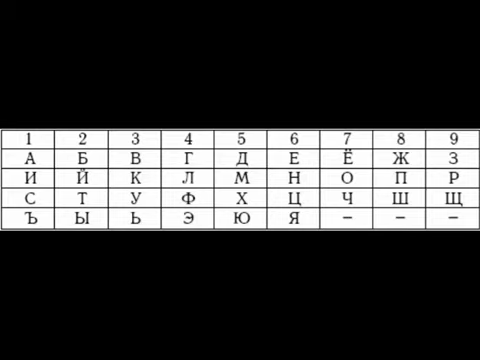 1 2 3 4 5 6 7 8 9
А Б В Г Д Е Ё Ж З
И Й К Л М Н О П Р
С Т У Ф Х Ц Ч Ш Щ
Ъ Ы Ь Э Ю Я – – –